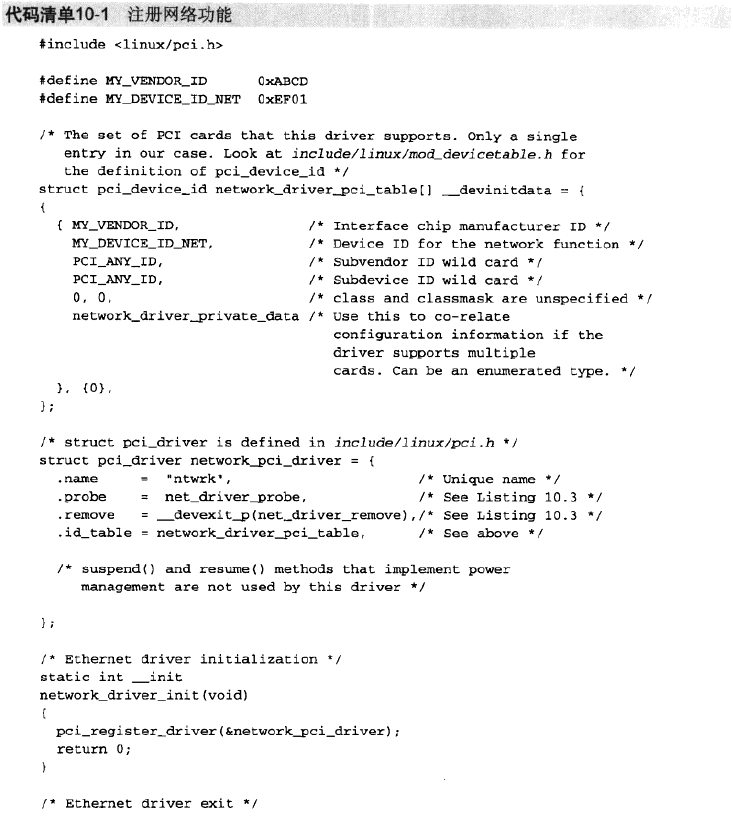 代码清单10-1 注册网络功能
#include <linux/pci.h>
#define MY_VENDOR_ID 0xABCD
#define MY_DEVICE_ID_NET 0xEF01
/* The set of PCI cards that this driver supports. Only a single
entry in our case. Look at include/linux/mod_devicetable.h for
the definition of pci_device_id */
struct pci_device_id network_driver_pci_table[] __devinitdata = {
{
{ MY_VENDOR_ID, /* Interface chip manufacturer ID */
MY_DEVICE_ID_NET, /* Device ID for the network function */
PCI_ANY_ID, /* Subvendor ID wild card */
PCI_ANY_ID, /* Subdevice ID wild card */
0, 0, /* class and classmask are unspecified */
network_driver_private_data /* Use this to co-relate
configuration information if the
driver supports multiple
cards. Can be an enumerated type. */
}, {0},
};
/* struct pci_driver is defined in include/linux/pci.h */
struct pci_driver network_pci_driver = {
.name = "ntwrk", /* Unique name */
.probe = net_driver_probe, /* See Listing 10.3 */
.remove = __devexit_p(net_driver_remove),/* See Listing 10.3 */
.id_table = network_driver_pci_table, /* See above */
/* suspend() and resume() methods that implement power
management are not used by this driver */
};
/* Ethernet driver initialization */
static int __init
network_driver_init(void)
{
pci_register_driver(&network_pci_driver);
return 0;
}
/* Ethernet driver exit */